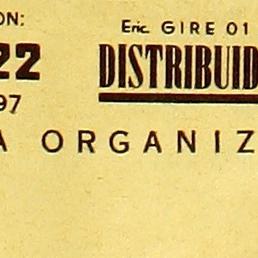 ON:
Eric GIRE 01
22
DISTRIBUID
97
A ORGANIZ